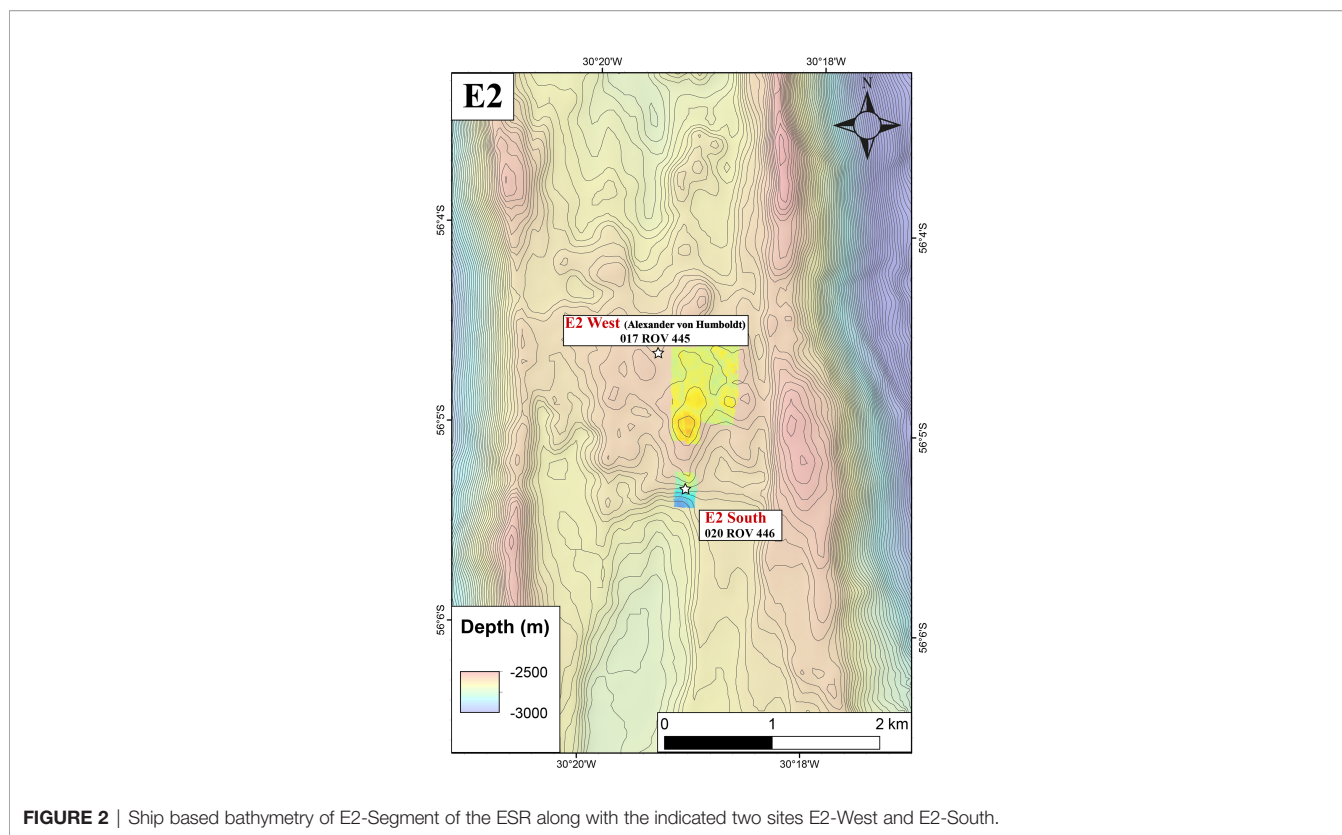 30°20'W
30°18'W
E2
N
56°4'S
56°4'S
E2 West (Alexander von Humboldt)
017 ROV 445
56°5'S
56°5'S
E2 South
020 ROV 446
56°6'S
56°6'S
Depth (m)
-2500
-3000
0 1 2 km
30°20'W
30°18'W
FIGURE 2 | Ship based bathymetry of E2-Segment of the ESR along with the indicated two sites E2-West and E2-South.